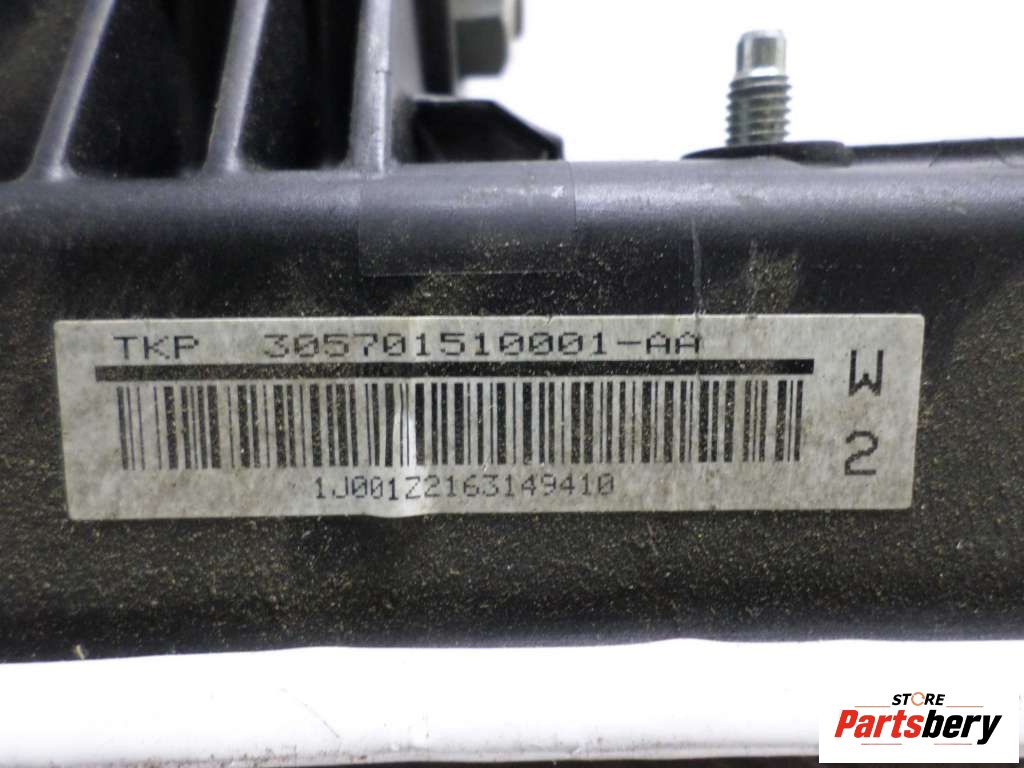 TKP 305701510001-AA
W
2
1J001Z2163149410
STORE
Partsbery